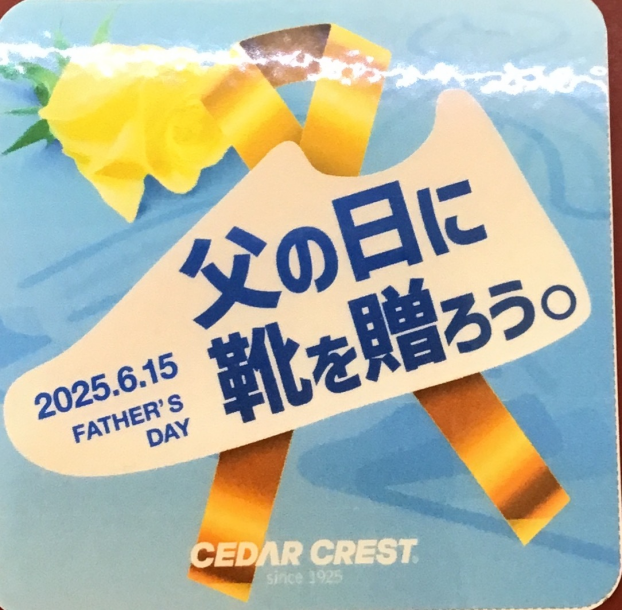 父の日に
靴を贈ろう。
2025.6.15
FATHER'S
DAY
CEDAR CREST
since 1925